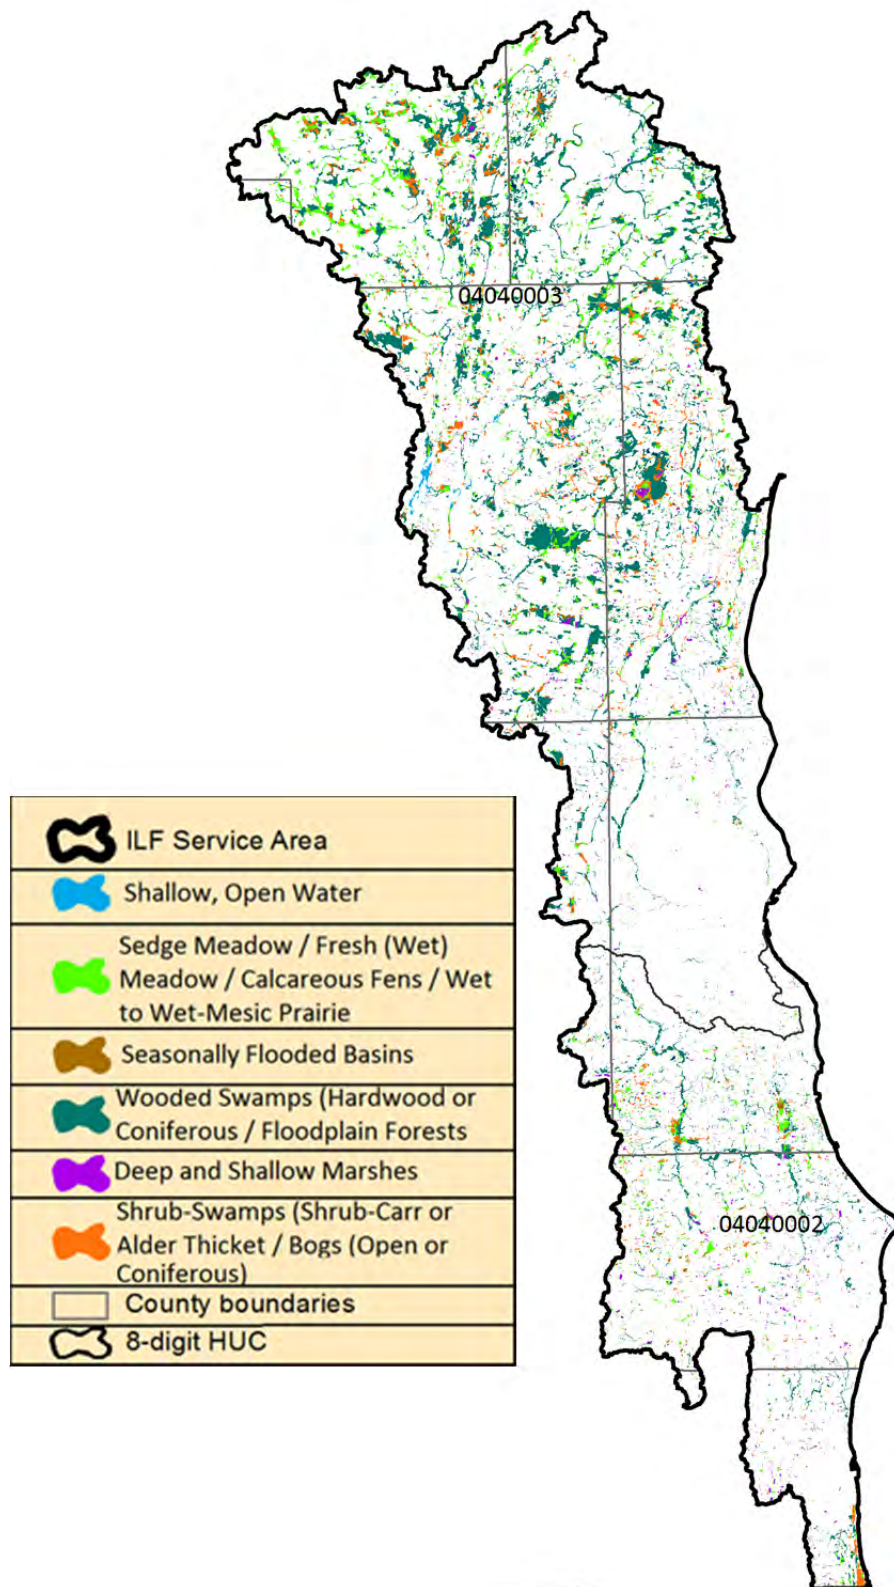 04040003
ILF Service Area
Shallow, Open Water
Sedge Meadow / Fresh (Wet)
Meadow / Calcareous Fens / Wet
to Wet-Mesic Prairie
Seasonally Flooded Basins
Wooded Swamps (Hardwood or
Coniferous / Floodplain Forests
Deep and Shallow Marshes
Shrub-Swamps (Shrub-Carr or
Alder Thicket / Bogs (Open or
Coniferous)
County boundaries
8-digit HUC
04040002